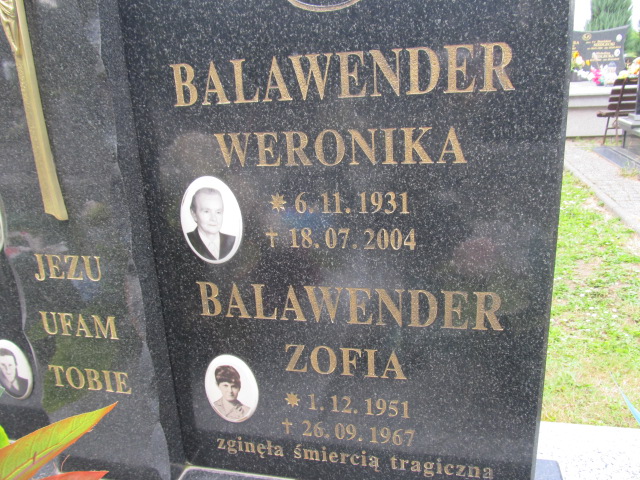 BALAWENDER
WERONIKA
* 6.11.1931
† 18.07.2004
BALAWENDER
ZOFIA
* 1.12.1951
† 26.09.1967
zginęła śmiercią tragiczną
JEZU
UFAM
TOBIE